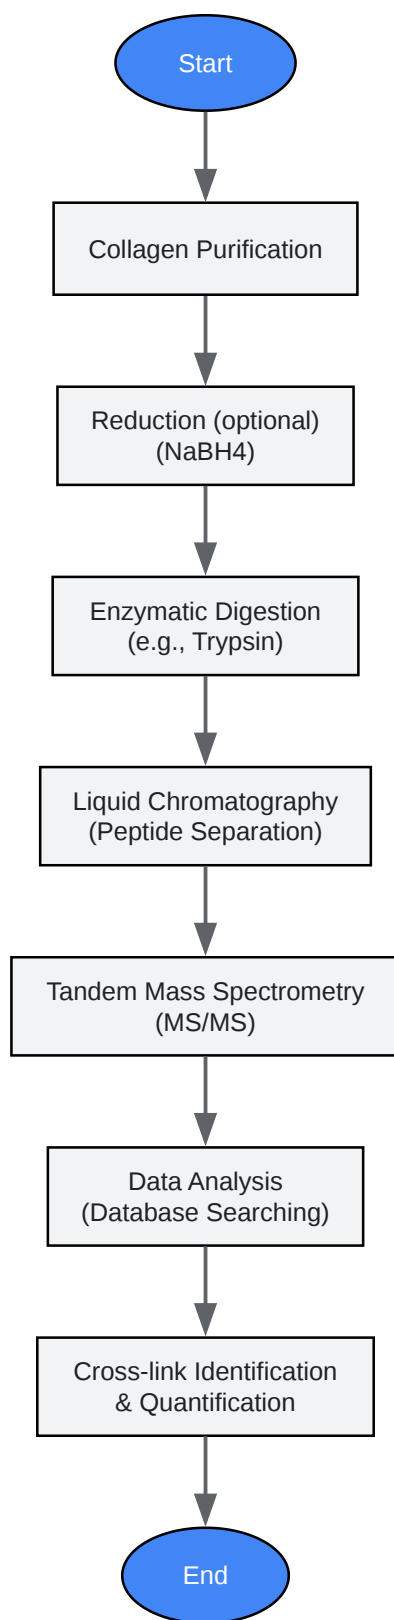 Start
Collagen Purification
Reduction (optional)
(NaBH4)
Enzymatic Digestion
(e.g., Trypsin)
Liquid Chromatography
(Peptide Separation)
Tandem Mass Spectrometry
(MS/MS)
Data Analysis
(Database Searching)
Cross-link Identification
& Quantification
End